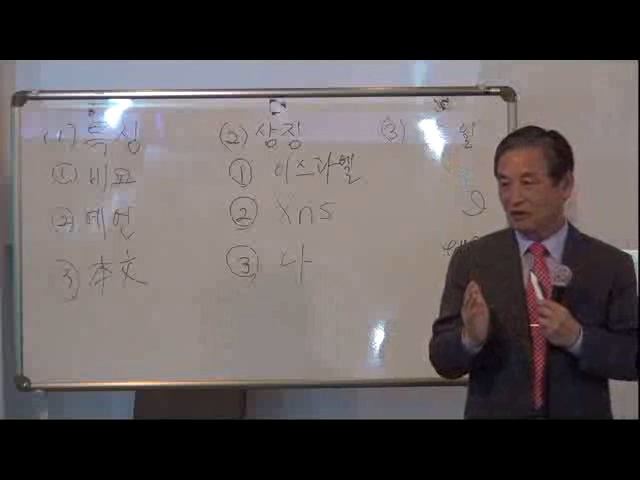 (1) 특성
① 비교
② 예언
③ 本文
(2) 상징
① 이스라엘
② Xns
③ 나
(3)